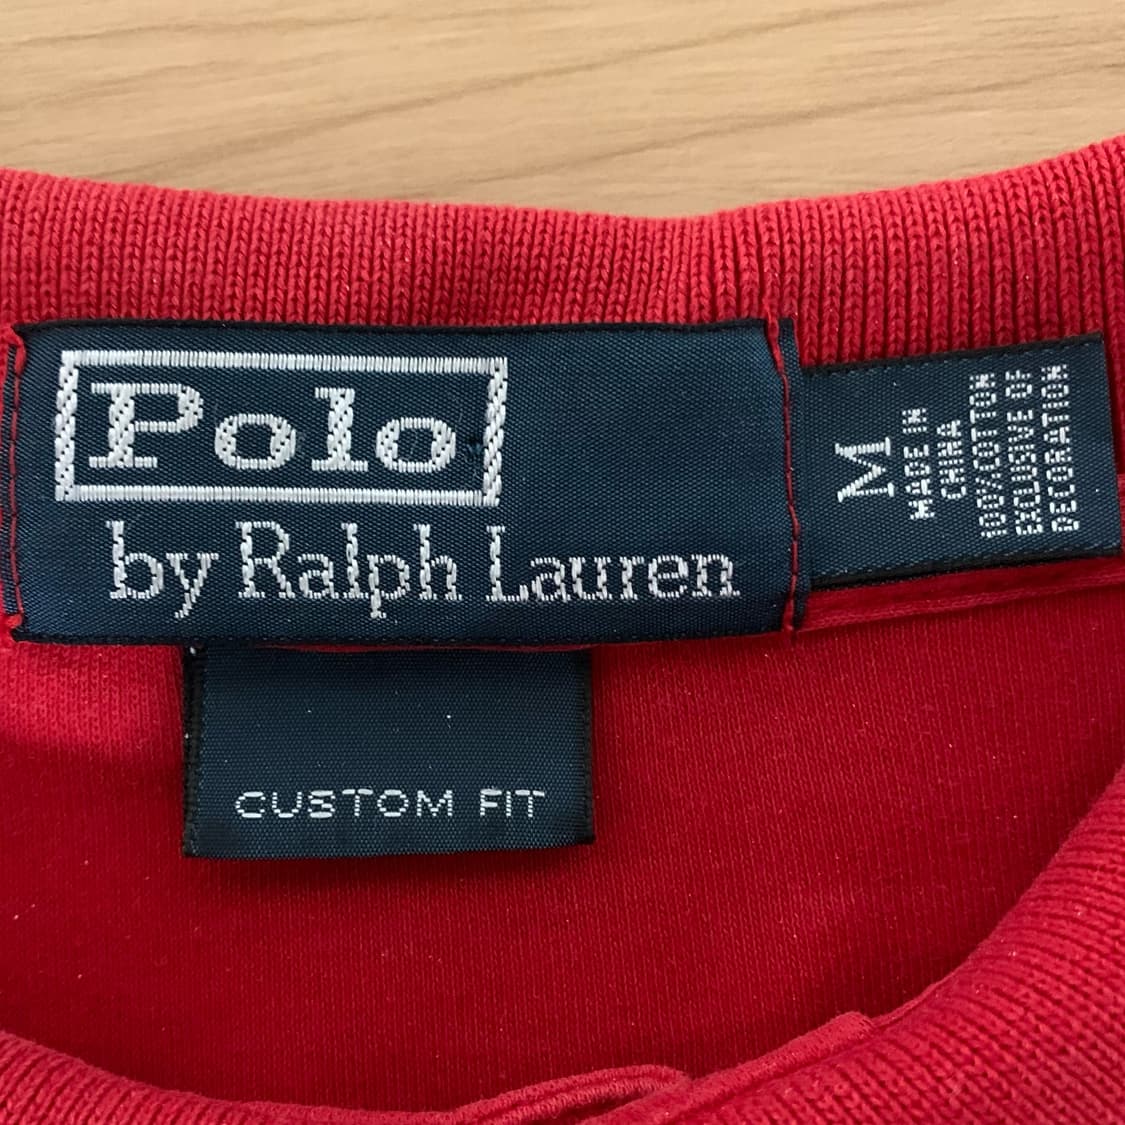 Polo
by Ralph Lauren
M
MADE IN
CHINA
100% COTTON
EXCLUSIVE OF
DECORATION
CUSTOM FIT